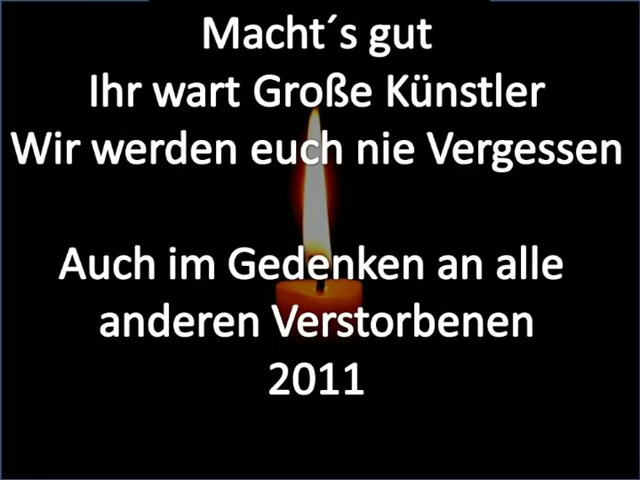 Macht´s gut
Ihr wart Große Künstler
Wir werden euch nie Vergessen
Auch im Gedenken an alle
anderen Verstorbenen
2011